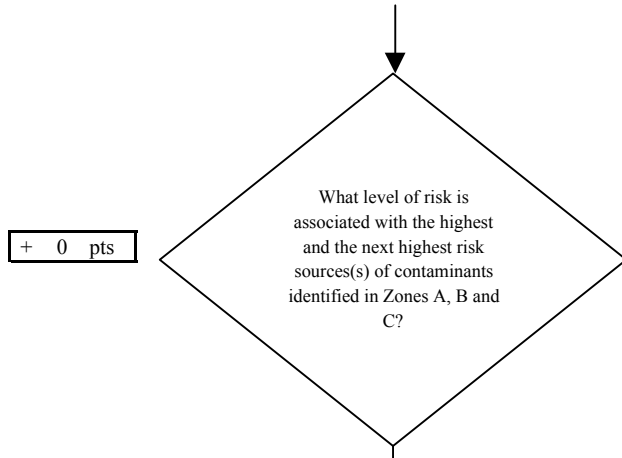 What level of risk is
associated with the highest
and the next highest risk
sources(s) of contaminants
identified in Zones A, B and
C?
+ 0 pts